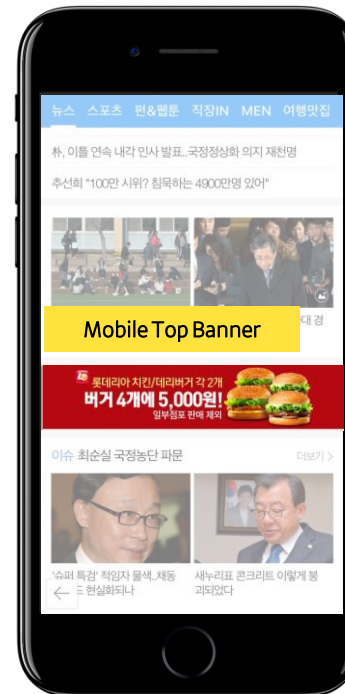 뉴스 스포츠 펀&웹툰 직장IN MEN 여행맛집
朴, 이틀 연속 내각 인사 발표..국정정상화 의지 재천명
추선희 "100만 시위? 침묵하는 4900만명 있어"
대 경
Mobile Top Banner
롯데리아 치킨/데리버거 각 2개
버거 4개에 5,000원!
일부점포 판매 제외
이슈 최순실 국정농단 파문
더보기 >
'슈퍼 특검' 적임자 물색..채동
도 현실화되나
새누리표 콘크리트 이렇게 붕
괴되었다